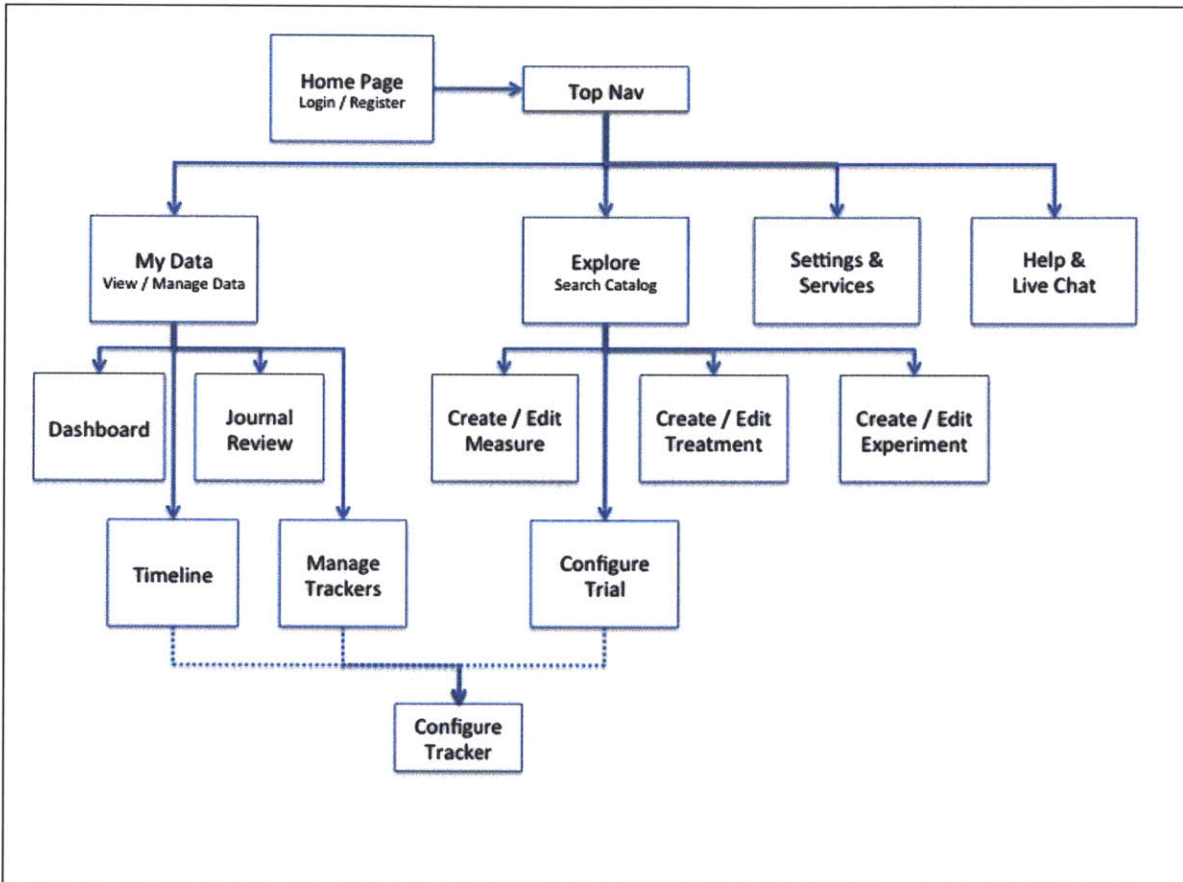 Home Page
Login / Register
Top Nav
My Data
View / Manage Data
Explore
Search Catalog
Settings &
Services
Help &
Live Chat
Dashboard
Journal
Review
Create / Edit
Measure
Create / Edit
Treatment
Create / Edit
Experiment
Timeline
Manage
Trackers
Configure
Trial
Configure
Tracker